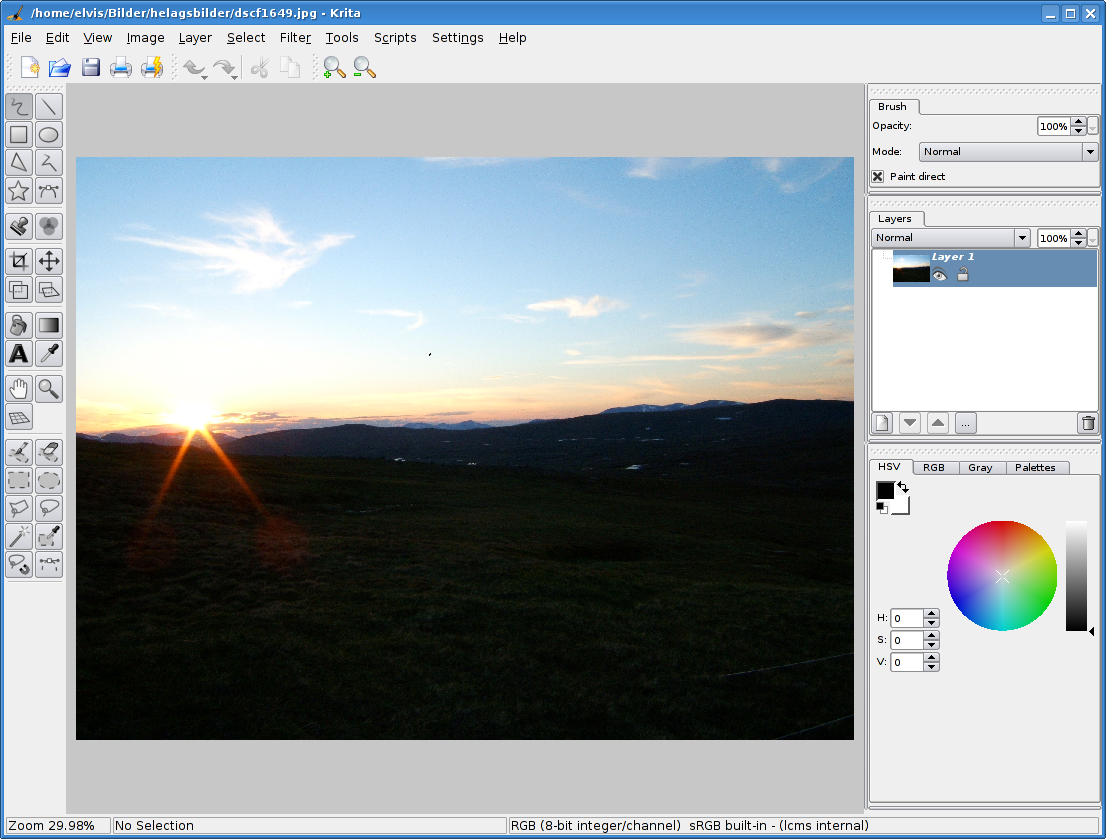 /home/elvis/Bilder/helagsbilder/dscf1649.jpg - Krita
File Edit View Image Layer Select Filter Tools Scripts Settings Help
Brush
Opacity: 100%
Mode: Normal
Paint direct
Layers
Normal 100%
Layer 1
...
HSV RGB Gray Palettes
H: 0
S: 0
V: 0
Zoom 29.98% No Selection RGB (8-bit integer/channel) sRGB built-in - (lcms internal)